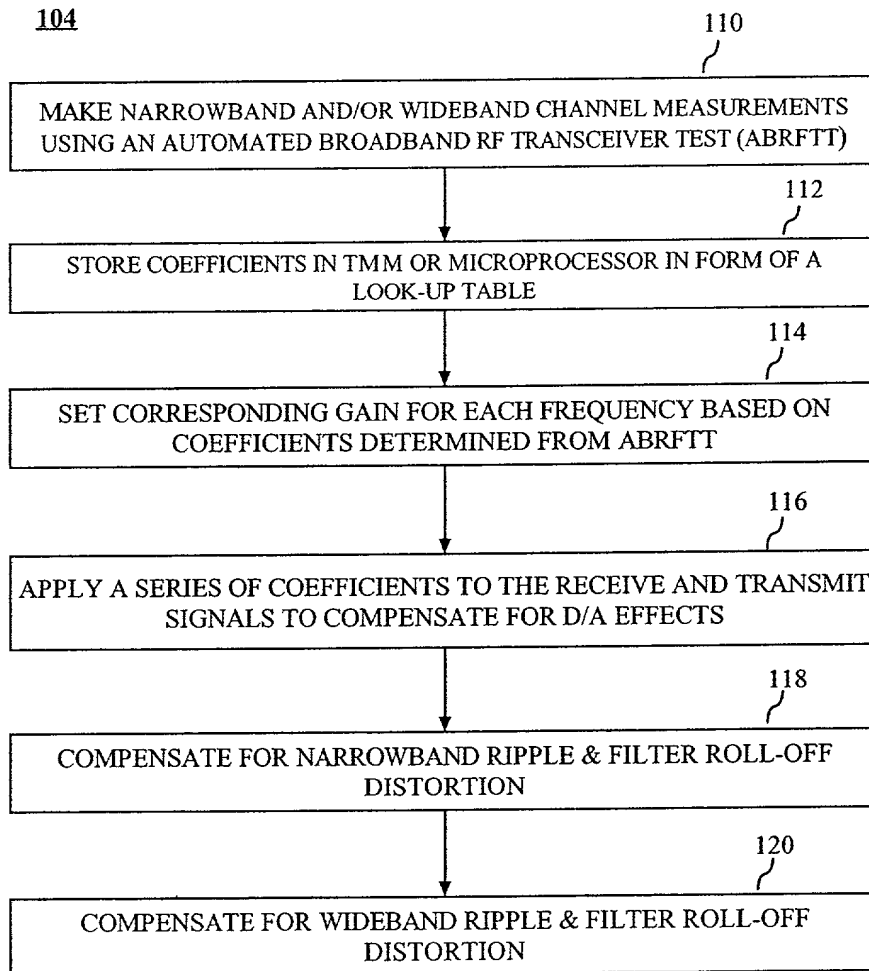 104
110
MAKE NARROWBAND AND/OR WIDEBAND CHANNEL MEASUREMENTS
USING AN AUTOMATED BROADBAND RF TRANSCEIVER TEST (ABRFTT)
112
STORE COEFFICIENTS IN TMM OR MICROPROCESSOR IN FORM OF A
LOOK-UP TABLE
114
SET CORRESPONDING GAIN FOR EACH FREQUENCY BASED ON
COEFFICIENTS DETERMINED FROM ABRFTT
116
APPLY A SERIES OF COEFFICIENTS TO THE RECEIVE AND TRANSMIT
SIGNALS TO COMPENSATE FOR D/A EFFECTS
118
COMPENSATE FOR NARROWBAND RIPPLE & FILTER ROLL-OFF
DISTORTION
120
COMPENSATE FOR WIDEBAND RIPPLE & FILTER ROLL-OFF
DISTORTION